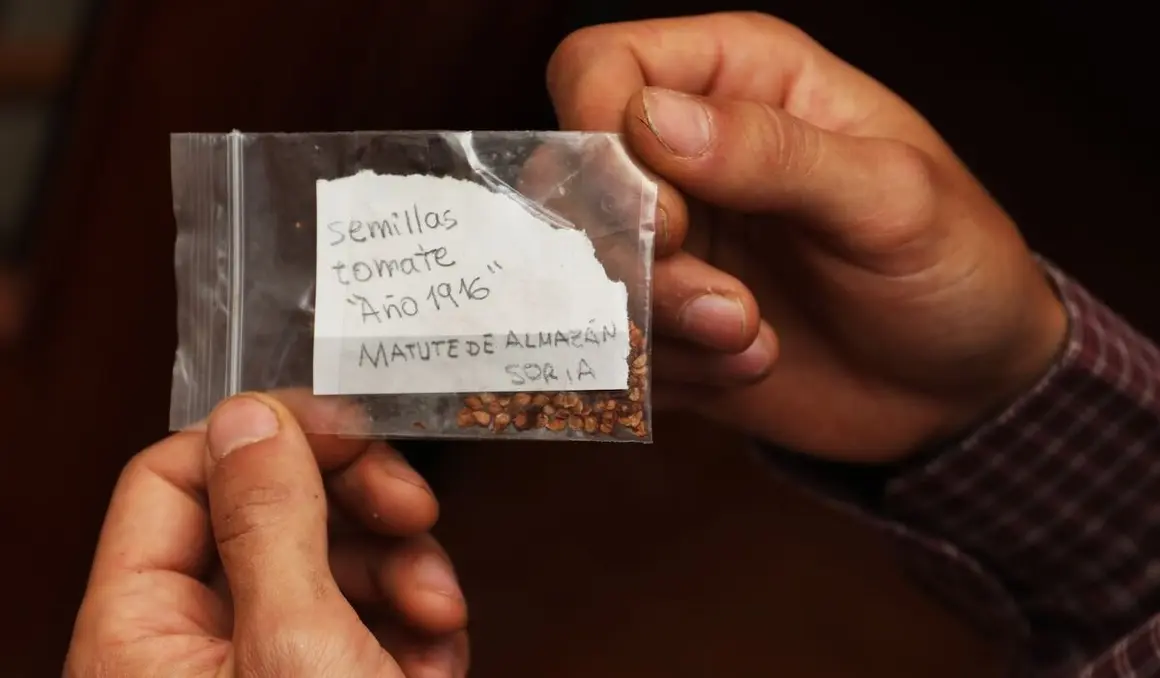 semillas
tomate
"Año 1916"
MATUTE DE ALMAZÁN
SORIA